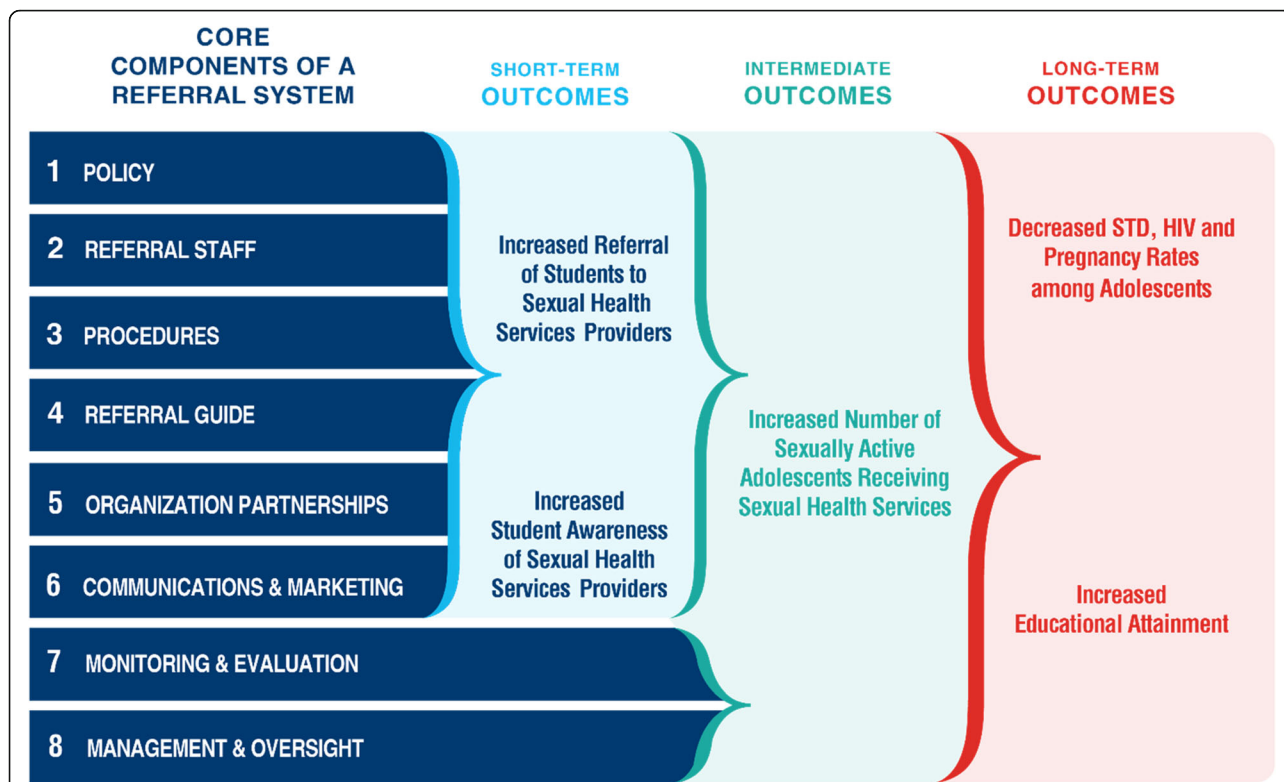 CORE
COMPONENTS OF A
REFERRAL SYSTEM
SHORT-TERM
OUTCOMES
INTERMEDIATE
OUTCOMES
LONG-TERM
OUTCOMES
1 POLICY
2 REFERRAL STAFF
3 PROCEDURES
4 REFERRAL GUIDE
5 ORGANIZATION PARTNERSHIPS
6 COMMUNICATIONS & MARKETING
7 MONITORING & EVALUATION
8 MANAGEMENT & OVERSIGHT
Increased Referral
of Students to
Sexual Health
Services Providers
Increased
Student Awareness
of Sexual Health
Services Providers
Increased Number of
Sexually Active
Adolescents Receiving
Sexual Health Services
Decreased STD, HIV and
Pregnancy Rates
among Adolescents
Increased
Educational Attainment